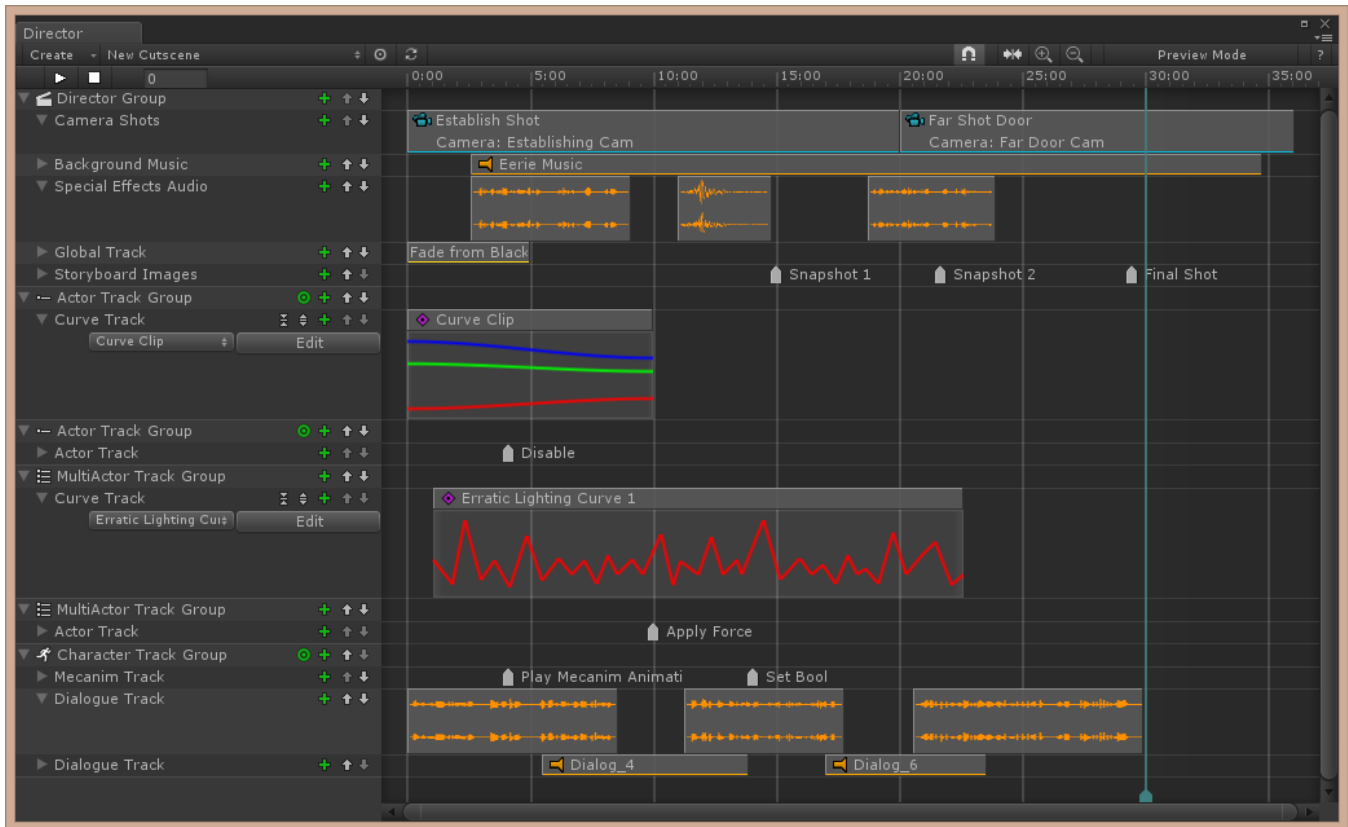 Director
Create New Cutscene Preview Mode ?
0 0:00 5:00 10:00 15:00 20:00 25:00 30:00 35:00
Director Group
Camera Shots Establish Shot Far Shot Door
Camera: Establishing Cam Camera: Far Door Cam
Background Music Eerie Music
Special Effects Audio
Global Track Fade from Black
Storyboard Images Snapshot 1 Snapshot 2 Final Shot
Actor Track Group
Curve Track Curve Clip
Curve Clip Edit
Actor Track Group
Actor Track Disable
MultiActor Track Group
Curve Track Erratic Lighting Curve 1
Erratic Lighting Cur Edit
MultiActor Track Group
Actor Track Apply Force
Character Track Group
Mecanim Track Play Mecanim Animati Set Bool
Dialogue Track
Dialogue Track Dialog_4 Dialog_6